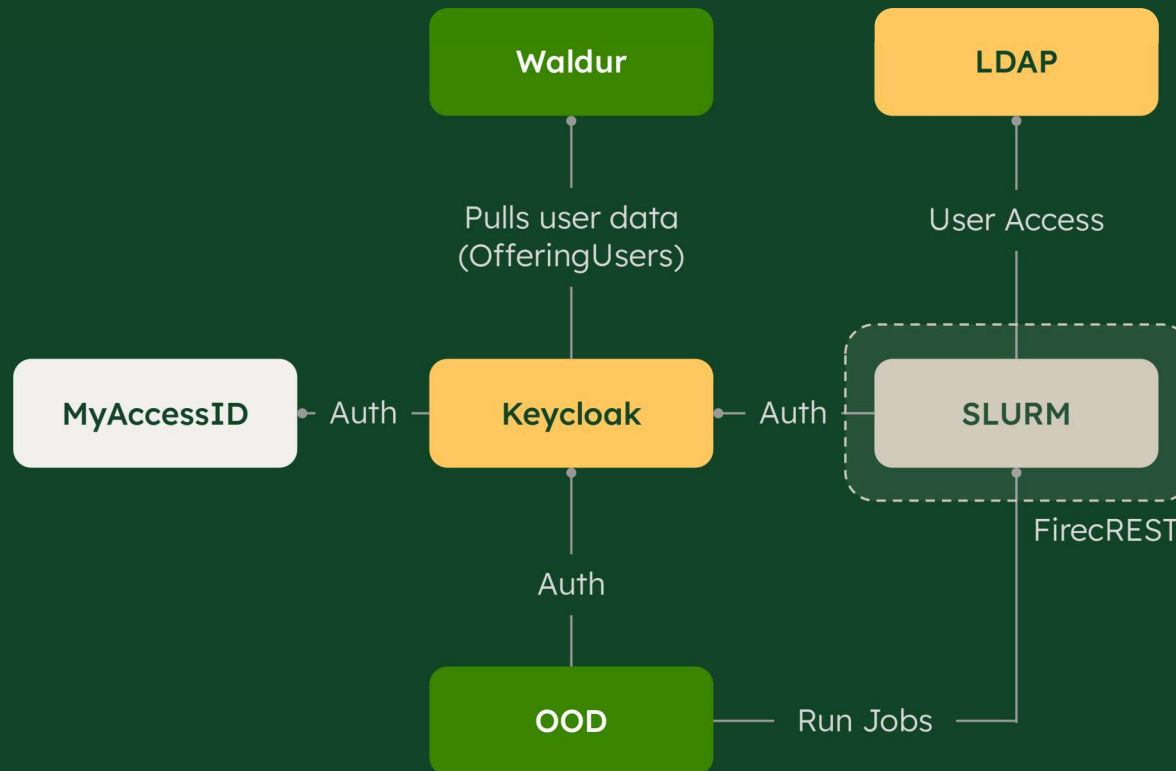 Waldur
LDAP
Pulls user data
(OfferingUsers)
User Access
MyAccessID
Auth
Keycloak
Auth
SLURM
FirecREST
Auth
OOD
Run Jobs